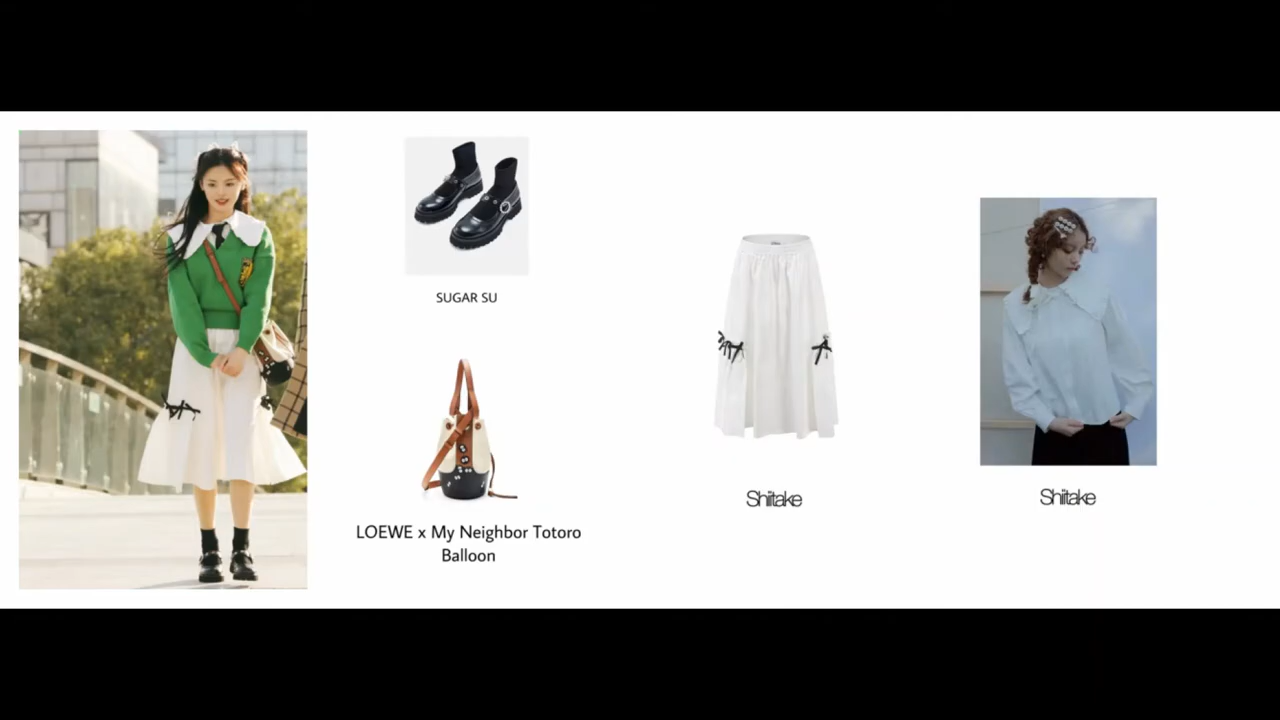 SUGAR SU
LOEWE x My Neighbor Totoro
Balloon
Shiitake
Shiitake